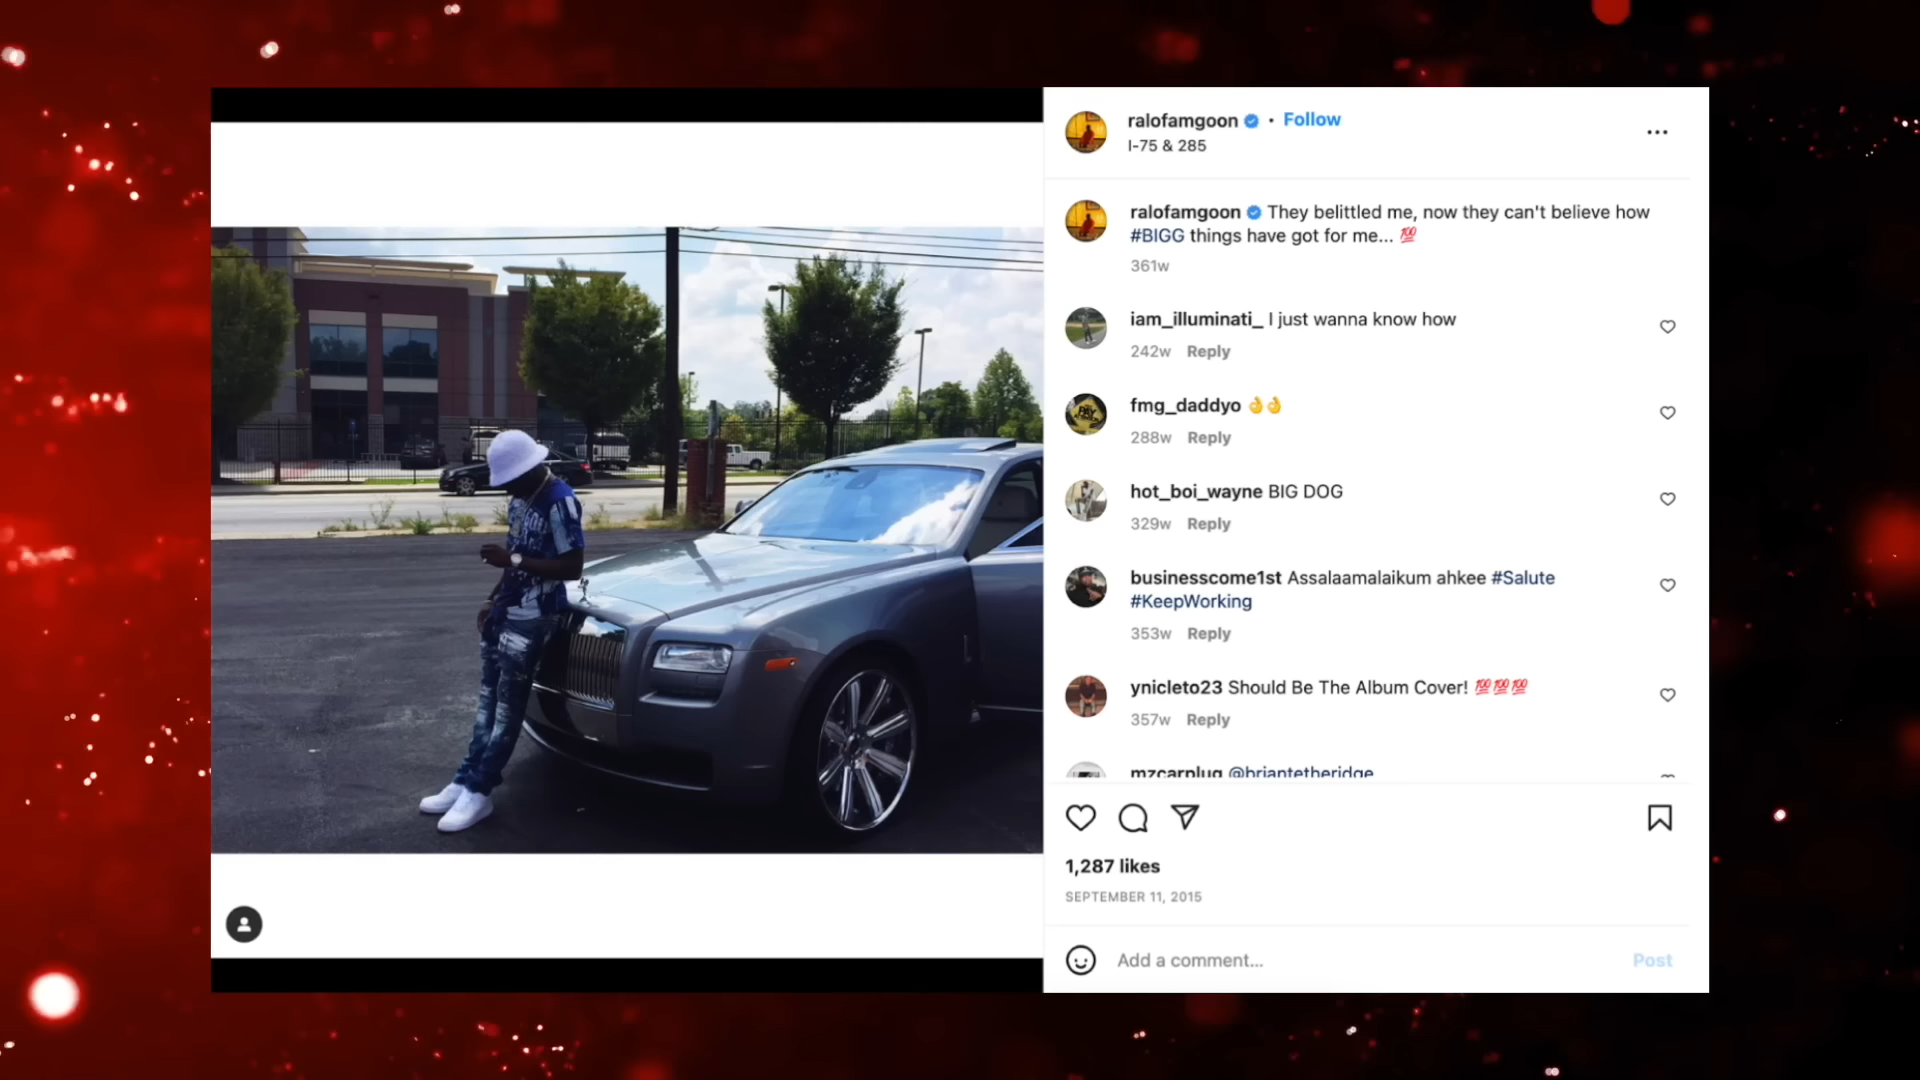 ralofamgoon • Follow
I-75 & 285
ralofamgoon They belittled me, now they can't believe how
#BIGG things have got for me... 💯
361w
iam_illuminati_ I just wanna know how
242w Reply
fmg_daddyo 👌👌
288w Reply
hot_boi_wayne BIG DOG
329w Reply
businesscome1st Assalaamalaikum ahkee #Salute
#KeepWorking
353w Reply
ynicleto23 Should Be The Album Cover! 💯💯💯
357w Reply
mzcarplug @briantetheridge
1,287 likes
SEPTEMBER 11, 2015
Add a comment...
Post